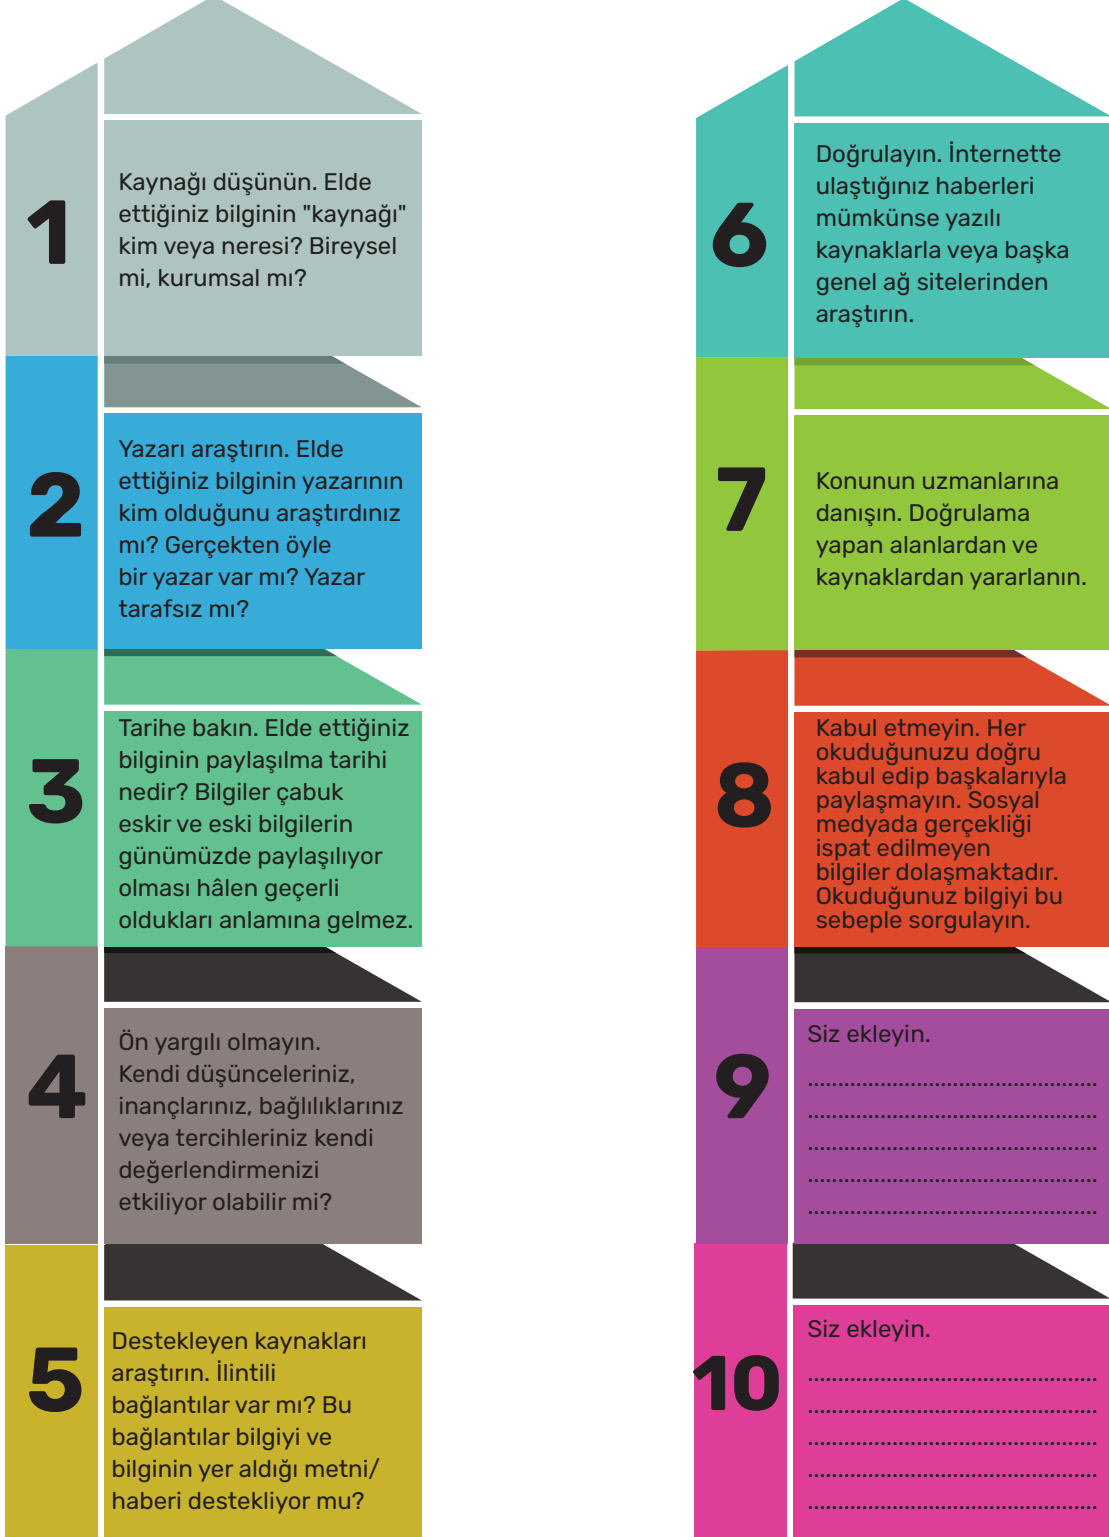 1
Kaynağı düşünün. Elde
ettiğiniz bilginin "kaynağı"
kim veya neresi? Bireysel
mi, kurumsal mı?
2
Yazarı araştırın. Elde
ettiğiniz bilginin yazarının
kim olduğunu araştırdınız
mı? Gerçekten öyle
bir yazar var mı? Yazar
tarafsız mı?
3
Tarihe bakın. Elde ettiğiniz
bilginin paylaşılma tarihi
nedir? Bilgiler çabuk
eskir ve eski bilgilerin
günümüzde paylaşılıyor
olması hâlen geçerli
oldukları anlamına gelmez.
4
Ön yargılı olmayın.
Kendi düşünceleriniz,
inançlarınız, bağlılıklarınız
veya tercihleriniz kendi
değerlendirmenizi
etkiliyor olabilir mi?
5
Destekleyen kaynakları
araştırın. İlintili
bağlantılar var mı? Bu
bağlantılar bilgiyi ve
bilginin yer aldığı metni/
haberi destekliyor mu?
6
Doğrulayın. İnternette
ulaştığınız haberleri
mümkünse yazılı
kaynaklarla veya başka
genel ağ sitelerinden
araştırın.
7
Konunun uzmanlarına
danışın. Doğrulama
yapan alanlardan ve
kaynaklardan yararlanın.
8
Kabul etmeyin. Her
okuduğunuzu doğru
kabul edip başkalarıyla
paylaşmayın. Sosyal
medyada gerçekliği
ispat edilmeyen
bilgiler dolaşmaktadır.
Okuduğunuz bilgiyi bu
sebeple sorgulayın.
9
Siz ekleyin.
................................................
................................................
................................................
................................................
................................................
10
Siz ekleyin.
................................................
................................................
................................................
................................................
................................................